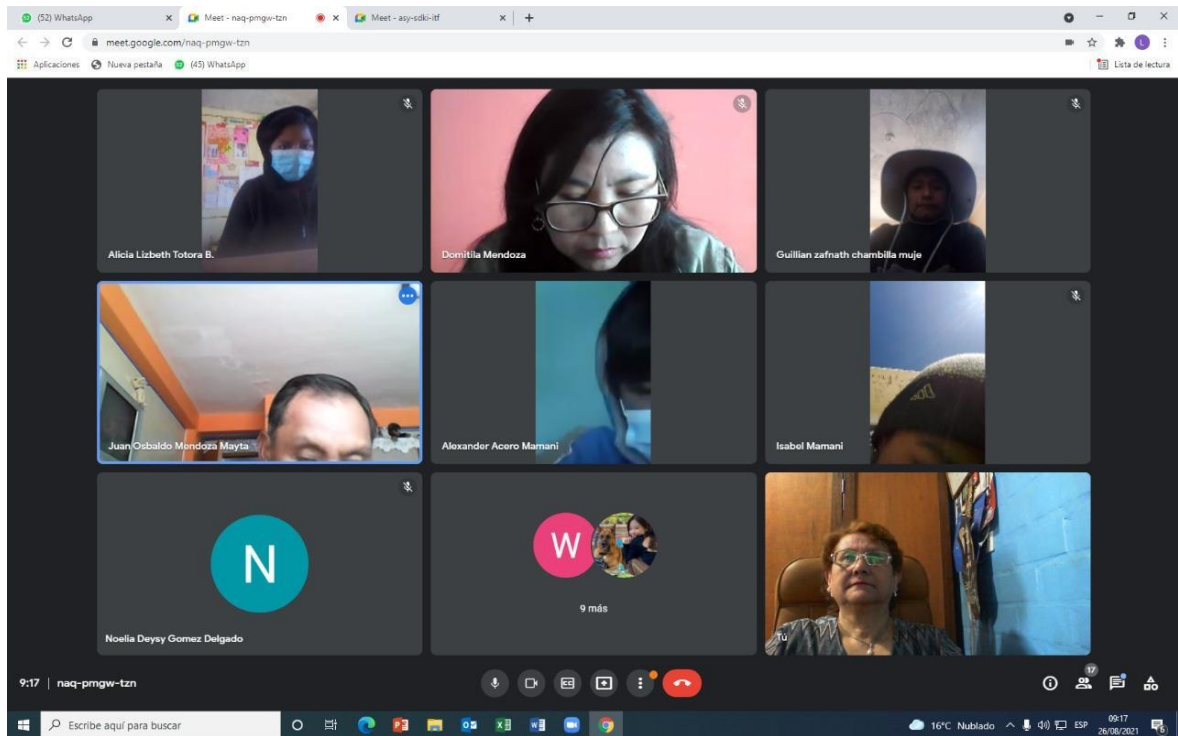 (52) WhatsApp
Meet - naq-pmgw-tzn
Meet - asy-sdki-itf
meet.google.com/naq-pmgw-tzn
L
Aplicaciones
Nueva pestaña
(45) WhatsApp
Lista de lectura
Alicia Lizbeth Totora B.
Domitila Mendoza
Guillian zafnath chambilla muje
Juan Osbaldo Mendoza Mayta
Alexander Acero Mamani
Isabel Mamani
adidas
N
Noelia Deysy Gomez Delgado
W
9 más
Tú
9:17 | naq-pmgw-tzn
17
Escribe aquí para buscar
16°C Nublado
ESP
09:17
26/08/2021